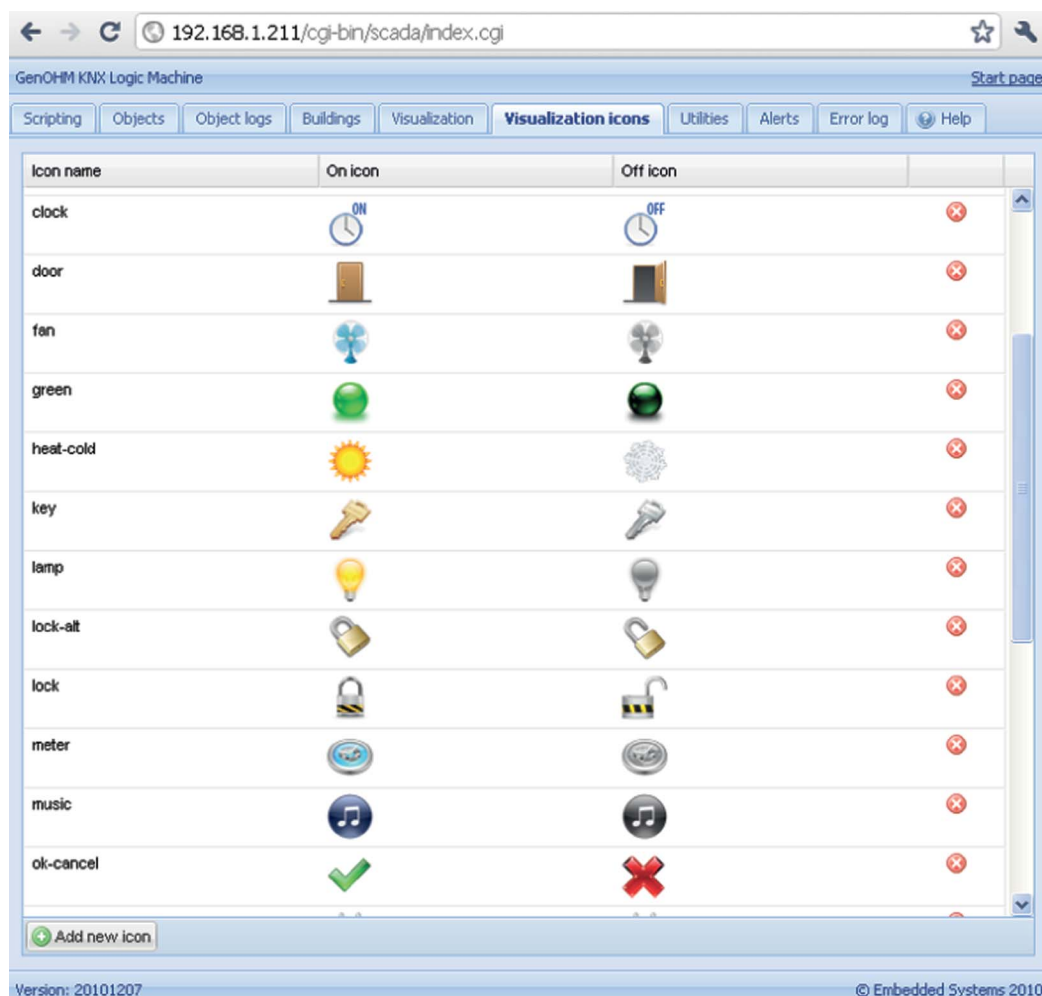 192.168.1.211/cgi-bin/scada/index.cgi
GenOHM KNX Logic Machine Start page
Scripting Objects Object logs Buildings Visualization Visualization icons Utilities Alerts Error log Help
Icon name On icon Off icon
clock ON OFF
door
fan
green
heat-cold
key
lamp
lock-alt
lock
meter
music
ok-cancel
Add new icon
Version: 20101207 © Embedded Systems 2010